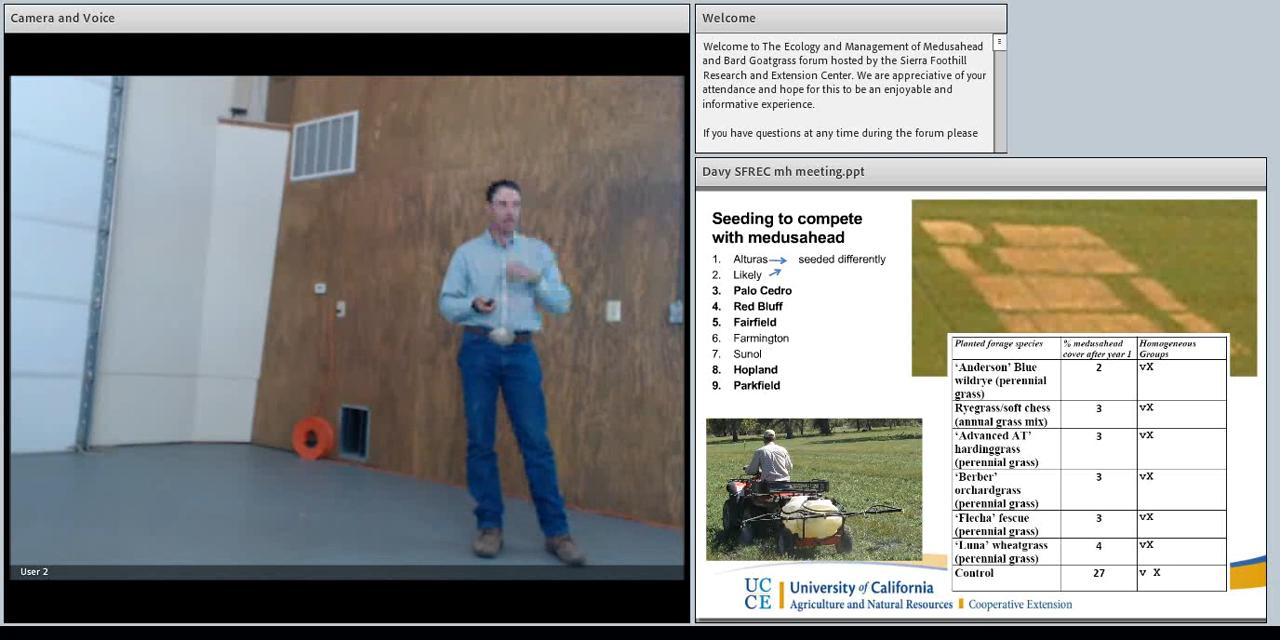 Camera and Voice
User 2
Welcome
Welcome to The Ecology and Management of Medusahead
and Bard Goatgrass forum hosted by the Sierra Foothill
Research and Extension Center. We are appreciative of your
attendance and hope for this to be an enjoyable and
informative experience.
If you have questions at any time during the forum please
Davy SFREC mh meeting.ppt
Seeding to compete
with medusahead
1. Alturas seeded differently
2. Likely
3. Palo Cedro
4. Red Bluff
5. Fairfield
6. Farmington
7. Sunol
8. Hopland
9. Parkfield
Planted forage species % medusahead cover after year 1 Homogeneous Groups
'Anderson' Blue wildrye (perennial grass) 2 vX
Ryegrass/soft chess (annual grass mix) 3 vX
'Advanced AT' hardinggrass (perennial grass) 3 vX
'Berber' orchardgrass (perennial grass) 3 vX
'Flecha' fescue (perennial grass) 3 vX
'Luna' wheatgrass (perennial grass) 4 vX
Control 27 v X
UC
CE
University of California
Agriculture and Natural Resources Cooperative Extension